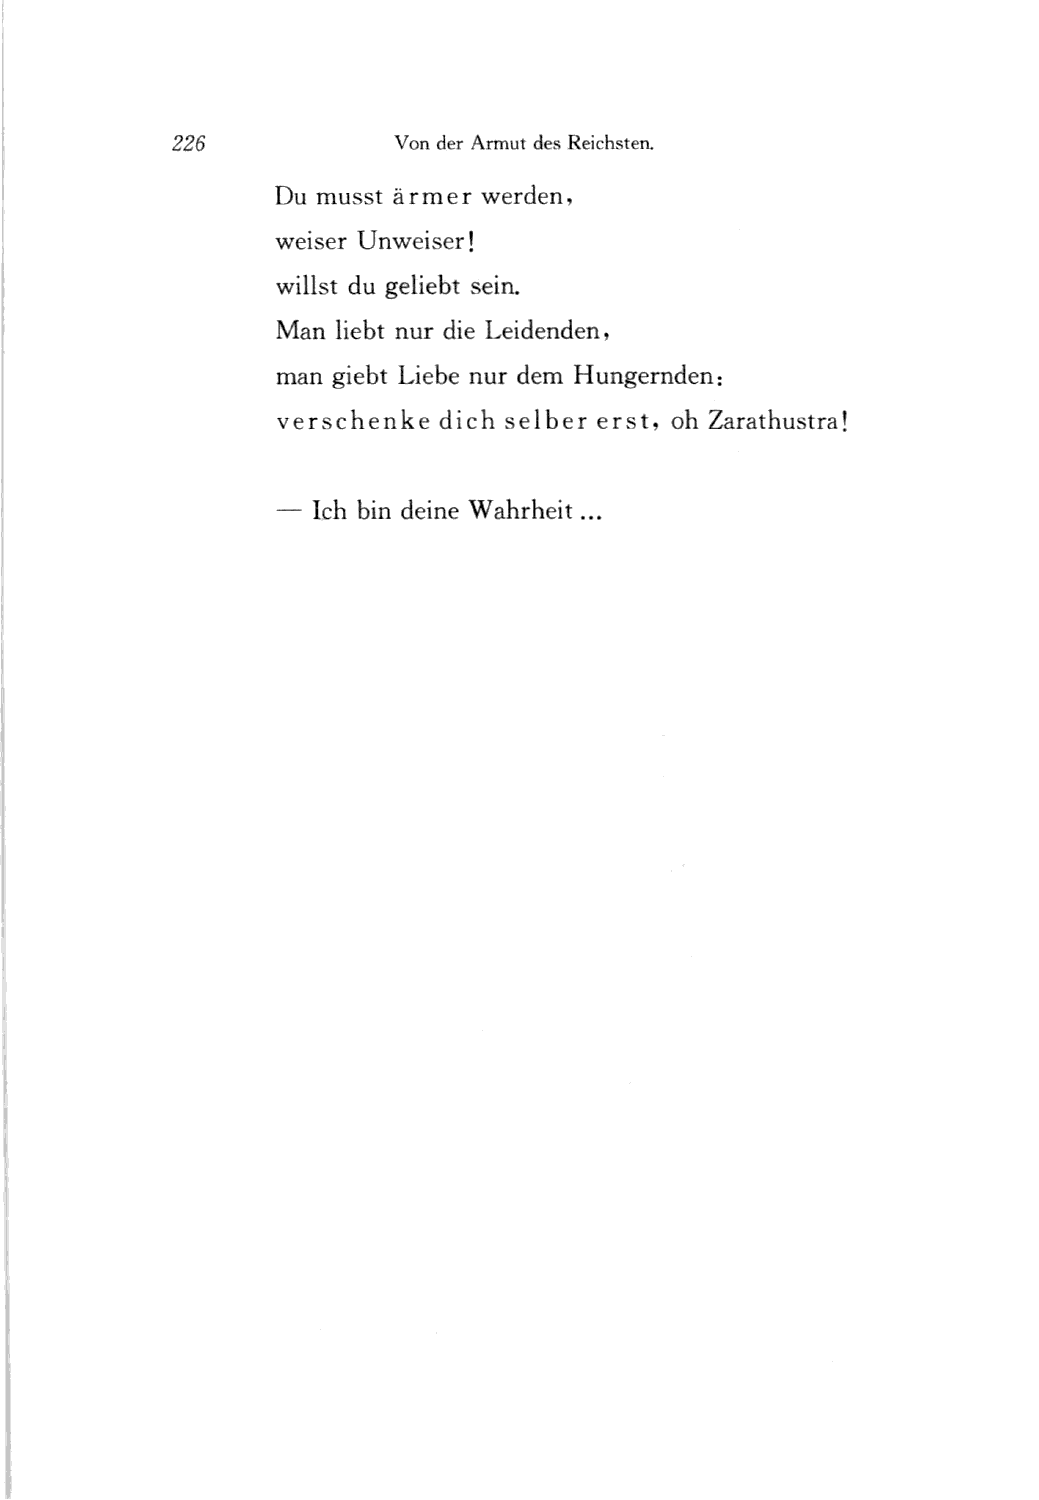 226 Von der Armut des Reichsten.
Du musst ärmer werden,
weiser Unweiser!
willst du geliebt sein.
Man liebt nur die Leidenden,
man giebt Liebe nur dem Hungernden:
verschenke dich selber erst, oh Zarathustra!
— Ich bin deine Wahrheit ...